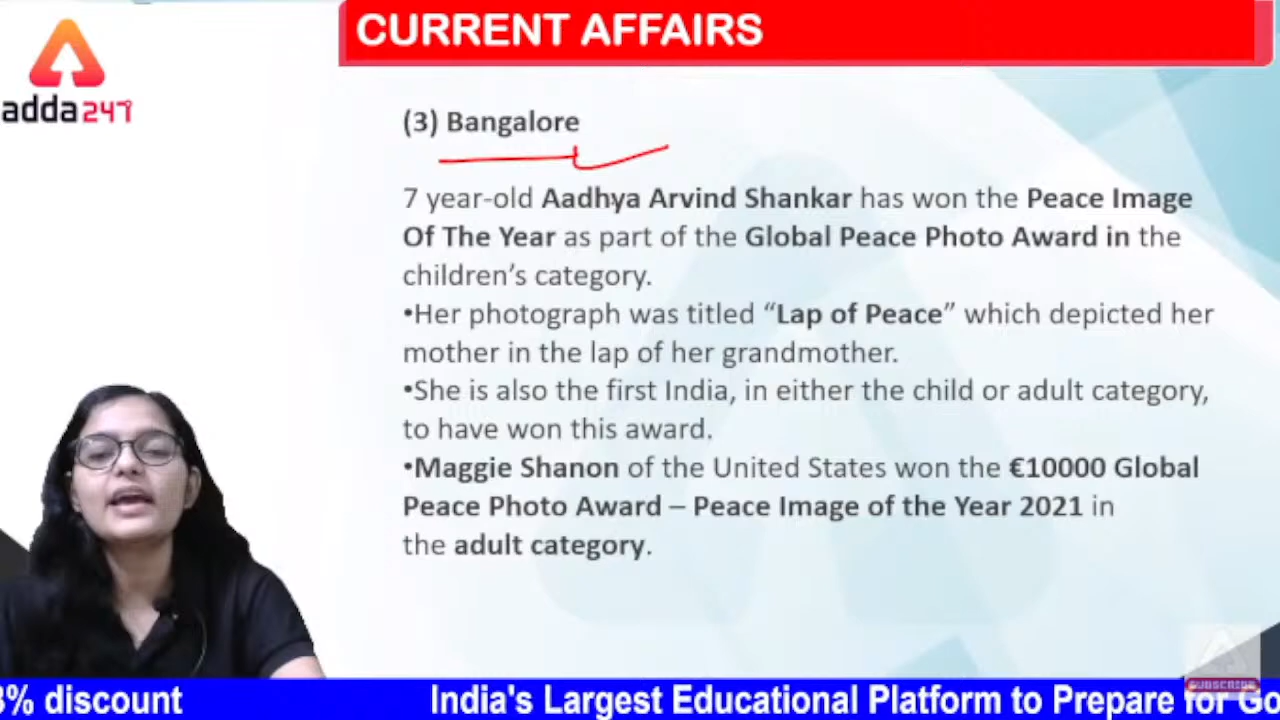 CURRENT AFFAIRS
adda247
(3) Bangalore
7 year-old Aadhya Arvind Shankar has won the Peace Image
Of The Year as part of the Global Peace Photo Award in the
children’s category.
•Her photograph was titled “Lap of Peace” which depicted her
mother in the lap of her grandmother.
•She is also the first India, in either the child or adult category,
to have won this award.
•Maggie Shanon of the United States won the €10000 Global
Peace Photo Award – Peace Image of the Year 2021 in
the adult category.
SUBSCRIBE
8% discount India's Largest Educational Platform to Prepare for Go